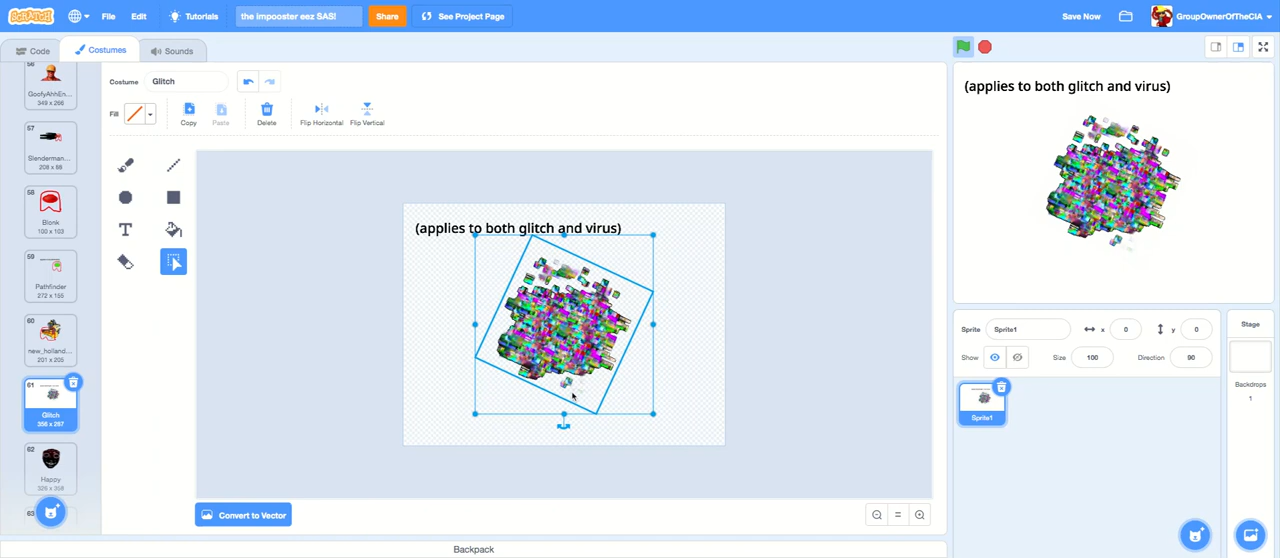 SCRATCH
File
Edit
Tutorials
the impooster eez SAS!
Share
See Project Page
Save Now
GroupOwnerOfTheCIA
Code
Costumes
Sounds
56
GoofyAhhEn...
349 x 266
57
Slenderman...
208 x 88
58
Blonk
100 x 103
59
Pathfinder
272 x 155
60
new_holland...
201 x 205
61
Glitch
356 x 267
62
Happy
326 x 358
63
Costume
Glitch
Fill
Copy
Paste
Delete
Flip Horizontal
Flip Vertical
T
(applies to both glitch and virus)
Convert to Vector
Backpack
(applies to both glitch and virus)
Sprite
Sprite1
x
0
y
0
Show
Size
100
Direction
90
Sprite1
Stage
Backdrops
1